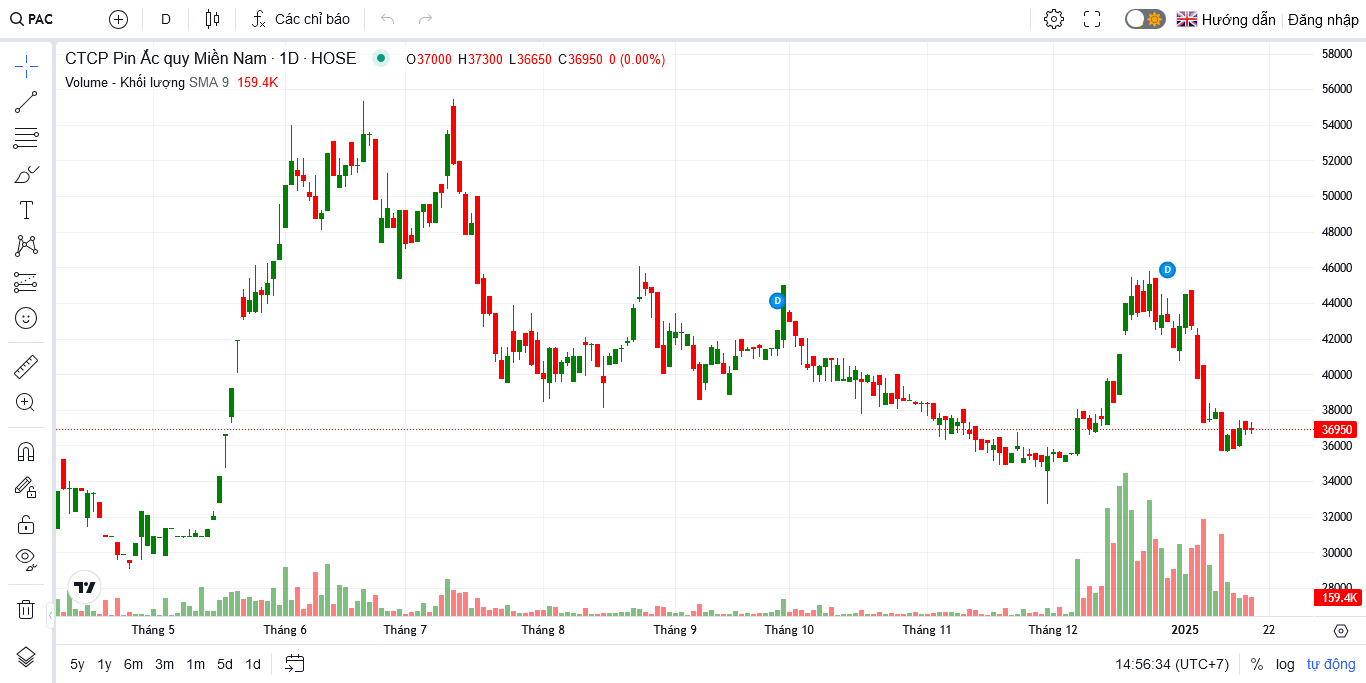 PAC
D
Các chỉ báo
Hướng dẫn
Đăng nhập
CTCP Pin Ắc quy Miền Nam · 1D · HOSE
O37000 H37300 L36650 C36950 0 (0.00%)
Volume - Khối lượng SMA 9 159.4K
58000
56000
54000
52000
50000
48000
46000
44000
42000
40000
38000
36950
36000
34000
32000
30000
28000
159.4K
D
D
Tháng 5
Tháng 6
Tháng 7
Tháng 8
Tháng 9
Tháng 10
Tháng 11
Tháng 12
2025
22
5y 1y 6m 3m 1m 5d 1d
14:56:34 (UTC+7)
% log tự động